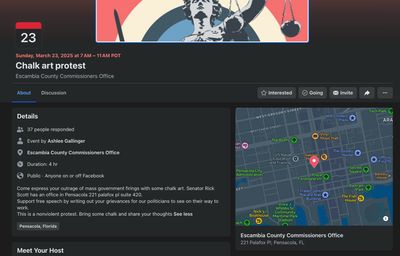 23
Sunday, March 23, 2025 at 7 AM – 11 AM PDT
Chalk art protest
Escambia County Commissioners Office
About
Discussion
Interested
Going
Invite
Details
37 people responded
Event by Ashlee Gallinger
Escambia County Commissioners Office
Duration: 4 hr
Public · Anyone on or off Facebook
Come express your outrage of mass government firings with some chalk art. Senator Rick
Scott has an office in Pensacola 221 palafox pl suite 420.
Support free speech by writing out your grievances for our politicians to see on their way to
work.
This is a nonviolent protest. Bring some chalk and share your thoughts See less
Pensacola, Florida
Escambia County Commissioners Office
221 Palafox Pl, Pensacola, FL
Meet Your Host